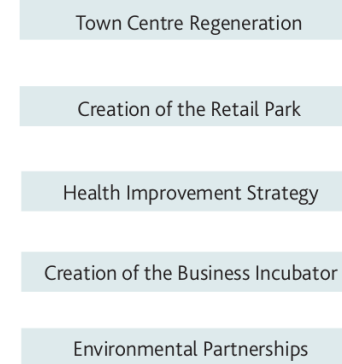 Town Centre Regeneration
Creation of the Retail Park
Health Improvement Strategy
Creation of the Business Incubator
Environmental Partnerships